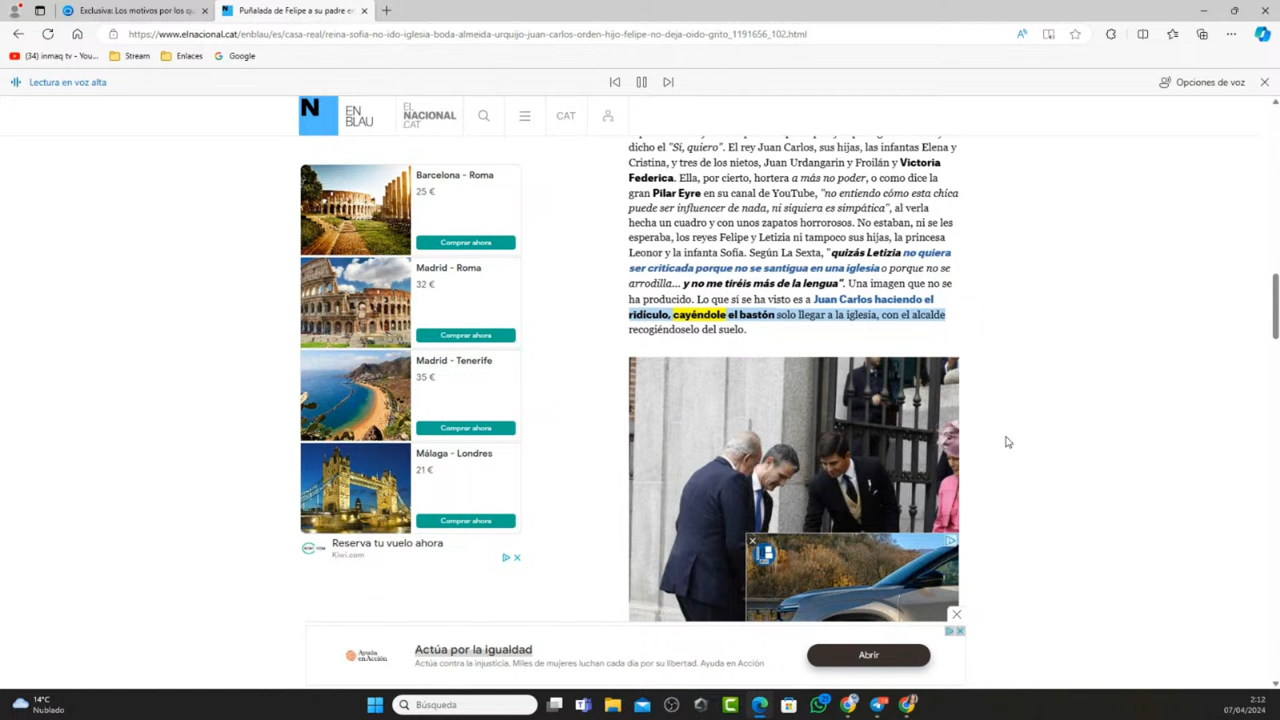 Exclusiva: Los motivos por los qu
Puñalada de Felipe a su padre en
https://www.elnacional.cat/enblau/es/casa-real/reina-sofia-no-ido-iglesia-boda-almeida-urquijo-juan-carlos-orden-hijo-felipe-no-deja-oido-grito_1191656_102.html
(34) inmaq tv - You...
Stream
Enlaces
Google
Lectura en voz alta
Opciones de voz
N
EN
BLAU
EL
NACIONAL
.CAT
CAT
dicho el "Sí, quiero". El rey Juan Carlos, sus hijas, las infantas Elena y
Cristina, y tres de los nietos, Juan Urdangarin y Froilán y Victoria
Federica. Ella, por cierto, hortera a más no poder, o como dice la
gran Pilar Eyre en su canal de YouTube, "no entiendo cómo esta chica
puede ser influencer de nada, ni siquiera es simpática", al verla
hecha un cuadro y con unos zapatos horrorosos. No estaban, ni se les
esperaba, los reyes Felipe y Letizia ni tampoco sus hijas, la princesa
Leonor y la infanta Sofía. Según La Sexta, "quizás Letizia no quiera
ser criticada porque no se santigua en una iglesia o porque no se
arrodilla... y no me tiréis más de la lengua". Una imagen que no se
ha producido. Lo que sí se ha visto es a Juan Carlos haciendo el
ridículo, cayéndole el bastón solo llegar a la iglesia, con el alcalde
recogiéndoselo del suelo.
Barcelona - Roma
25 €
Comprar ahora
Madrid - Roma
32 €
Comprar ahora
Madrid - Tenerife
35 €
Comprar ahora
Málaga - Londres
21 €
Comprar ahora
Reserva tu vuelo ahora
Kiwi.com
Ayuda
en Acción
Actúa por la igualdad
Actúa contra la injusticia. Miles de mujeres luchan cada día por su libertad. Ayuda en Acción
Abrir
14°C
Nublado
Búsqueda
2:12
07/04/2024